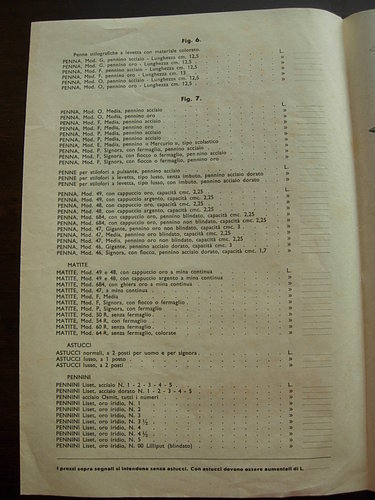 Fig. 6.
Penne stilografiche a levetta con materiale colorato.
L.
PENNA, Mod. G, pennino acciaio - Lunghezza cm. 12,5 »
PENNA, Mod. G, pennino oro - Lunghezza cm. 12,5 »
PENNA, Mod. F, pennino acciaio - Lunghezza cm. 12,5 »
PENNA, Mod. F, pennino oro - Lunghezza cm. 13 »
PENNA, Mod. O, pennino acciaio - Lunghezza cm. 12,5 »
PENNA, Mod. O, pennino oro - Lunghezza cm. 12,5
Fig. 7.
PENNA, Mod. O, Media, pennino acciaio L.
PENNA, Mod. O, Media, pennino oro »
PENNA, Mod. F, Media, pennino acciaio »
PENNA, Mod. F, Media, pennino oro »
PENNA, Mod. P, Media, pennino acciaio »
PENNA, Mod. P, Media, pennino oro »
PENNA, Mod. E, Media, pennino « Mercurio », tipo scolastico »
PENNA, Mod. P, Signora, con fermaglio, pennino acciaio »
PENNA, Mod. F, Signora, con fiocco o fermaglio, pennino acciaio »
PENNA, Mod. F, Signora, con fiocco o fermaglio, pennino oro »
PENNE per stilofori a pulsante, pennino acciaio L.
PENNE per stilofori a levetta, tipo lusso, senza imbuto, pennino acciaio dorato »
PENNE per stilofori a levetta, tipo lusso, con imbuto, pennino acciaio dorato »
PENNA, Mod. 49, con cappuccio oro, capacità cmc. 2,25 L.
PENNA, Mod. 49, con cappuccio argento, capacità cmc. 2,25 »
PENNA, Mod. 48, con cappuccio oro, capacità cmc. 2,25 »
PENNA, Mod. 48, con cappuccio argento, capacità cmc. 2,25 »
PENNA, Mod. 684, con cappuccio oro, pennino blindato, capacità cmc. 2,25 »
PENNA, Mod. 684, con cappuccio oro, pennino non blindato, capacità cmc. 2,25 »
PENNA, Mod. 47, Gigante, pennino oro non blindato, capacità cmc. 3 »
PENNA, Mod. 47, Media, pennino oro blindato, capacità cmc. 2,25 »
PENNA, Mod. 47, Media, pennino oro non blindato, capacità cmc. 2,25 »
PENNA, Mod. 46, Gigante, pennino acciaio dorato, capacità cmc. 3 »
PENNA, Mod. 46, Signora, con fiocco, pennino acciaio dorato, capacità cmc. 1,7 »
MATITE
MATITE, Mod. 49 e 48, con cappuccio oro a mina continua L.
MATITE, Mod. 49 e 48, con cappuccio argento a mina continua »
MATITE, Mod. 684, con ghiera oro a mina continua »
MATITE, Mod. 47, a mina continua »
MATITE, Mod. F, Media »
MATITE, Mod. F, Signora, con fiocco o fermaglio »
MATITE, Mod. P, Signora, con fermaglio »
MATITE, Mod. 50 R, senza fermaglio »
MATITE, Mod. 54 R, con fermaglio »
MATITE, Mod. 60 R, senza fermaglio »
MATITE, Mod. 64 R, senza fermaglio, colorate »
ASTUCCI
ASTUCCI normali, a 2 posti per uomo e per signora L.
ASTUCCI lusso, a 1 posto »
ASTUCCI lusso, a 2 posti »
PENNINI
PENNINI Liset, acciaio N. 1 - 2 - 3 - 4 - 5 L.
PENNINI Liset, acciaio dorato N. 1 - 2 - 3 - 4 - 5 »
PENNINI acciaio Osmit, tutti i numeri »
PENNINI Liset, oro iridio, N. 1 »
PENNINI Liset, oro iridio, N. 2 »
PENNINI Liset, oro iridio, N. 3 »
PENNINI Liset, oro iridio, N. 3 ½ »
PENNINI Liset, oro iridio, N. 4 »
PENNINI Liset, oro iridio, N. 4 ½ »
PENNINI Liset, oro iridio, N. 5 »
PENNINI Liset, oro iridio, N. 00 Lilliput (blindato) »
I prezzi sopra segnati si intendono senza astucci. Con astucci devono essere aumentati di L.